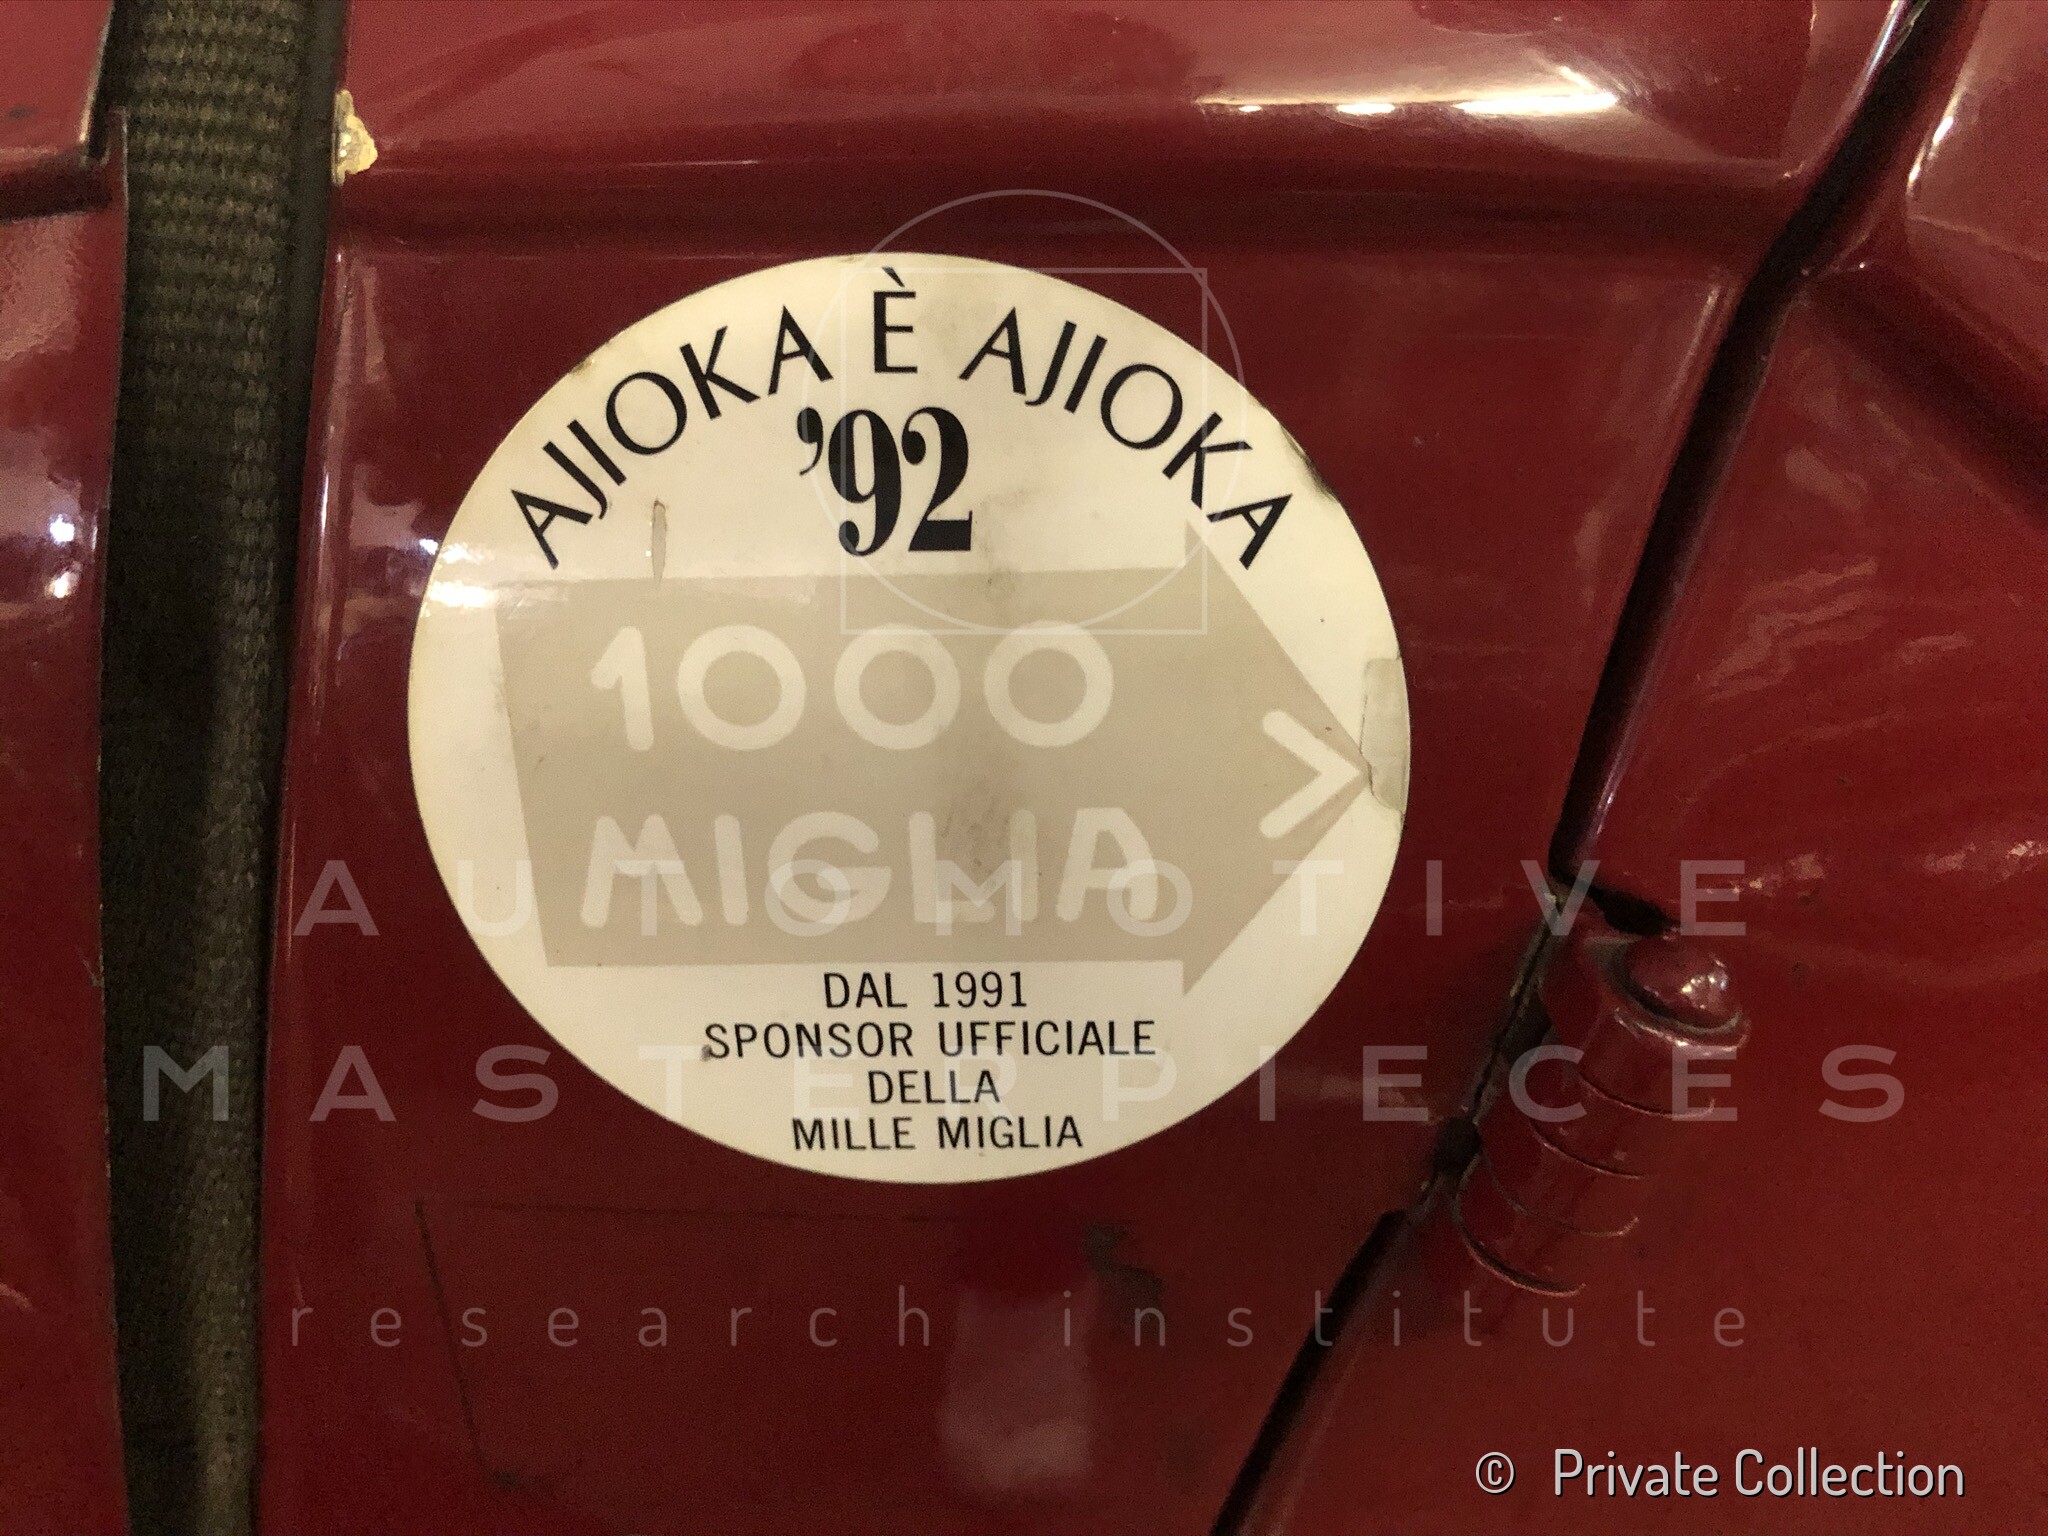 AJIOKA È AJIOKA
'92
1000
MIGLIA
>
DAL 1991
SPONSOR UFFICIALE
DELLA
MILLE MIGLIA
AUTOMOTIVE
MASTERPIECES
research institute
© Private Collection